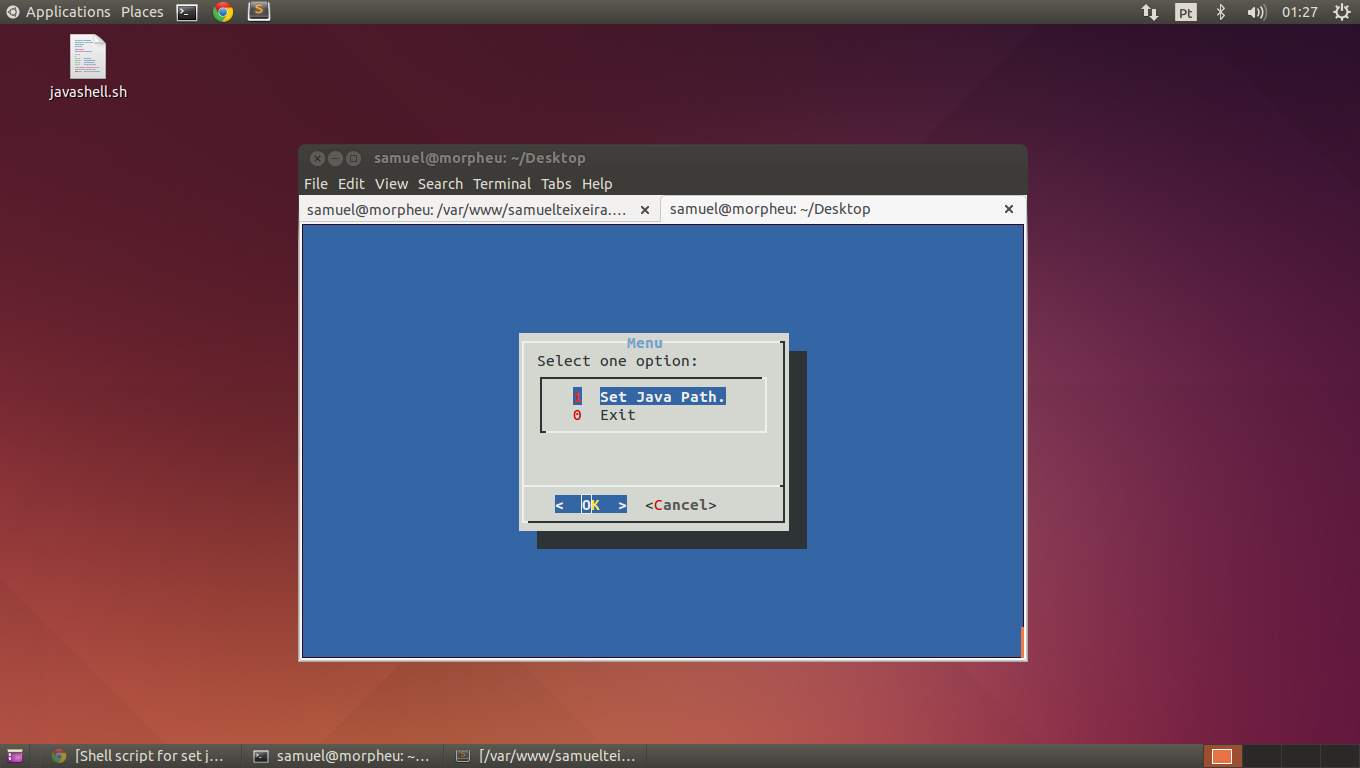 Applications Places Pt 01:27
javashell.sh
samuel@morpheu: ~/Desktop
File Edit View Search Terminal Tabs Help
samuel@morpheu: /var/www/samuelteixeira.... samuel@morpheu: ~/Desktop
Menu
Select one option:
1 Set Java Path.
0 Exit
< OK > <Cancel>
[Shell script for set j... samuel@morpheu: ~... [/var/www/samueltei...